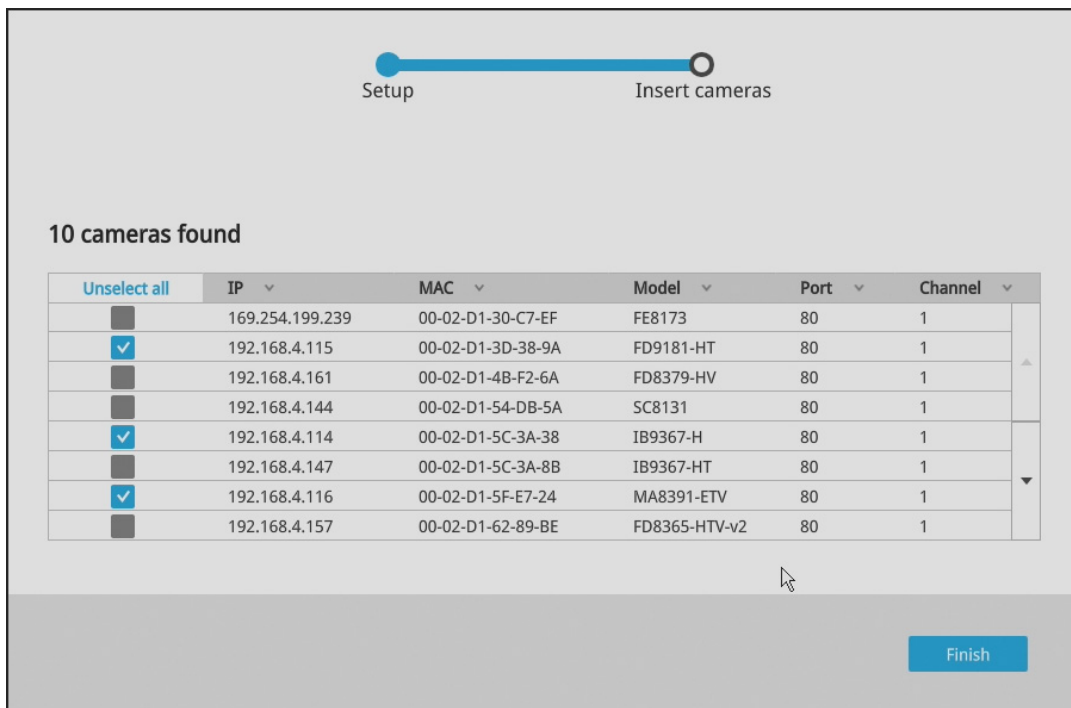 Setup Insert cameras
10 cameras found
Unselect all IP MAC Model Port Channel
169.254.199.239 00-02-D1-30-C7-EF FE8173 80 1
192.168.4.115 00-02-D1-3D-38-9A FD9181-HT 80 1
192.168.4.161 00-02-D1-4B-F2-6A FD8379-HV 80 1
192.168.4.144 00-02-D1-54-DB-5A SC8131 80 1
192.168.4.114 00-02-D1-5C-3A-38 IB9367-H 80 1
192.168.4.147 00-02-D1-5C-3A-8B IB9367-HT 80 1
192.168.4.116 00-02-D1-5F-E7-24 MA8391-ETV 80 1
192.168.4.157 00-02-D1-62-89-BE FD8365-HTV-v2 80 1
Finish